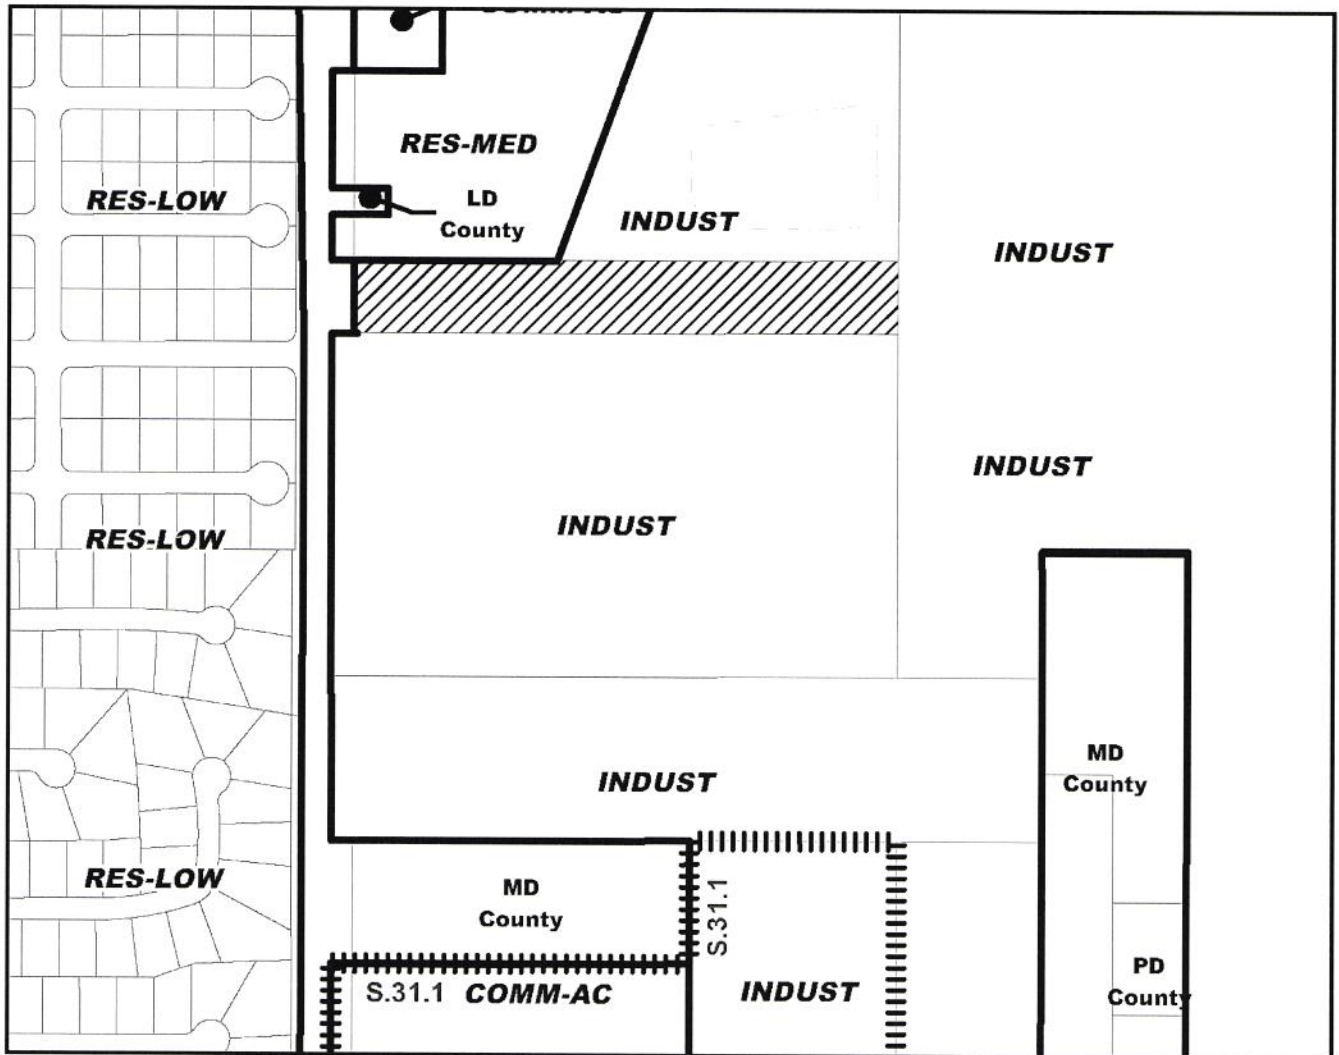 RES-MED
RES-LOW
LD
County
INDUST
INDUST
INDUST
INDUST
RES-LOW
MD
County
INDUST
RES-LOW
MD
County
S.31.1
PD
County
S.31.1
COMM-AC
INDUST